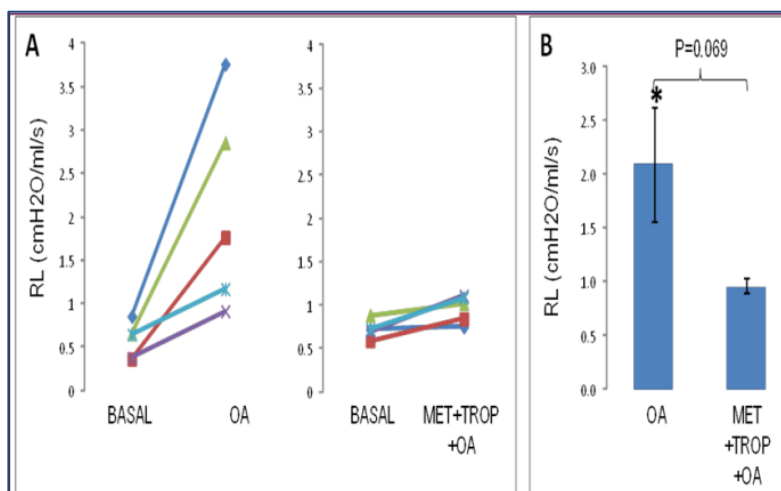 A
RL (cmH2O/ml/s)
4
3.5
3
2.5
2
1.5
1
0.5
0
BASAL
OA
4
3.5
3
2.5
2
1.5
1
0.5
0
BASAL
MET+TROP
+OA
B
P=0.069
RL (cmH2O/ml/s)
3.0
2.5
2.0
1.5
1.0
0.5
0.0
*
OA
MET
+TROP
+OA